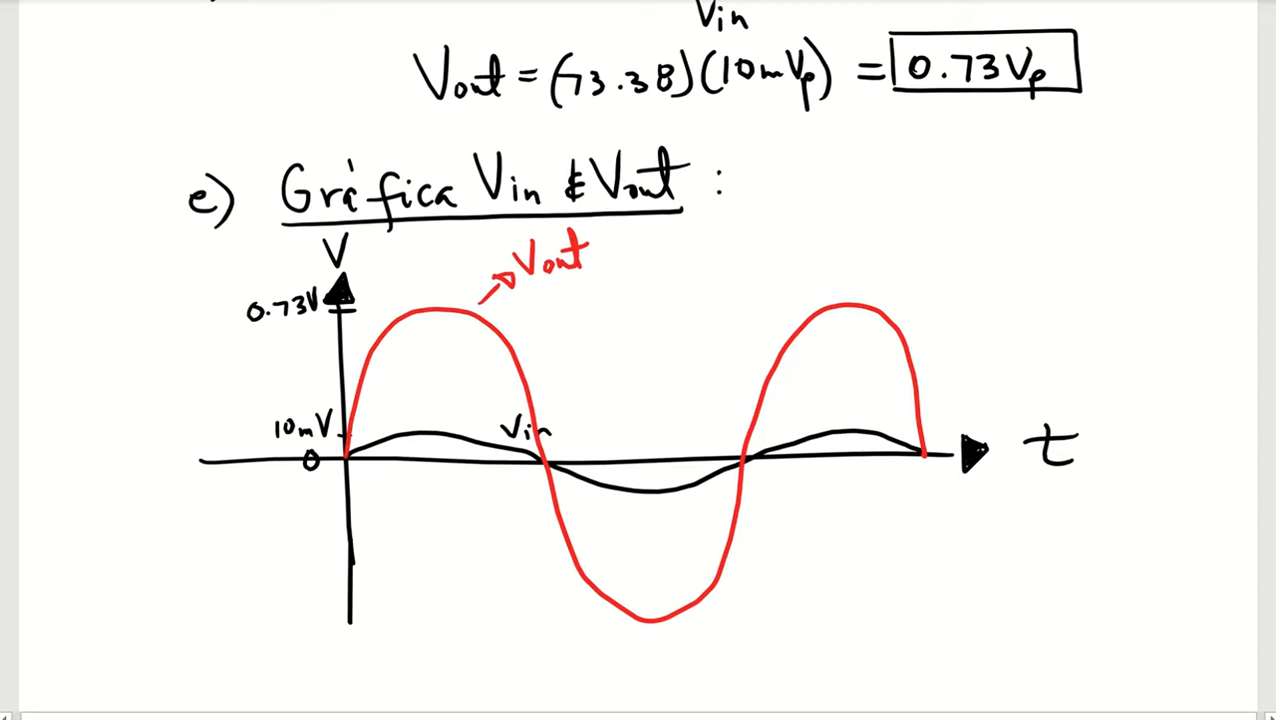 Vin
Vout = (73.38)(10mVp) = 0.73Vp
e) Gráfica Vin & Vout :
V
Vout
0.73V
10mV
Vin
0
t